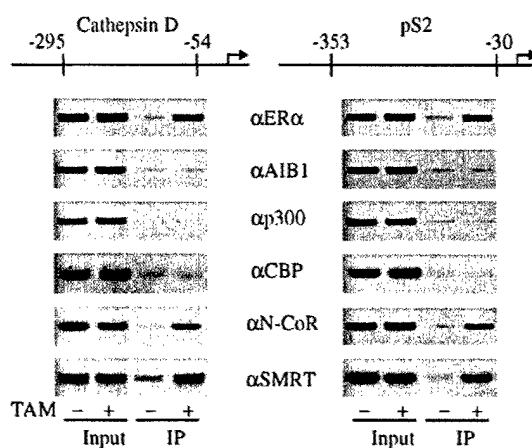 Cathepsin D
pS2
-295
-54
-353
-30
αERα
αAIB1
αp300
αCBP
αN-CoR
αSMRT
TAM − + − + − + − +
Input IP Input IP